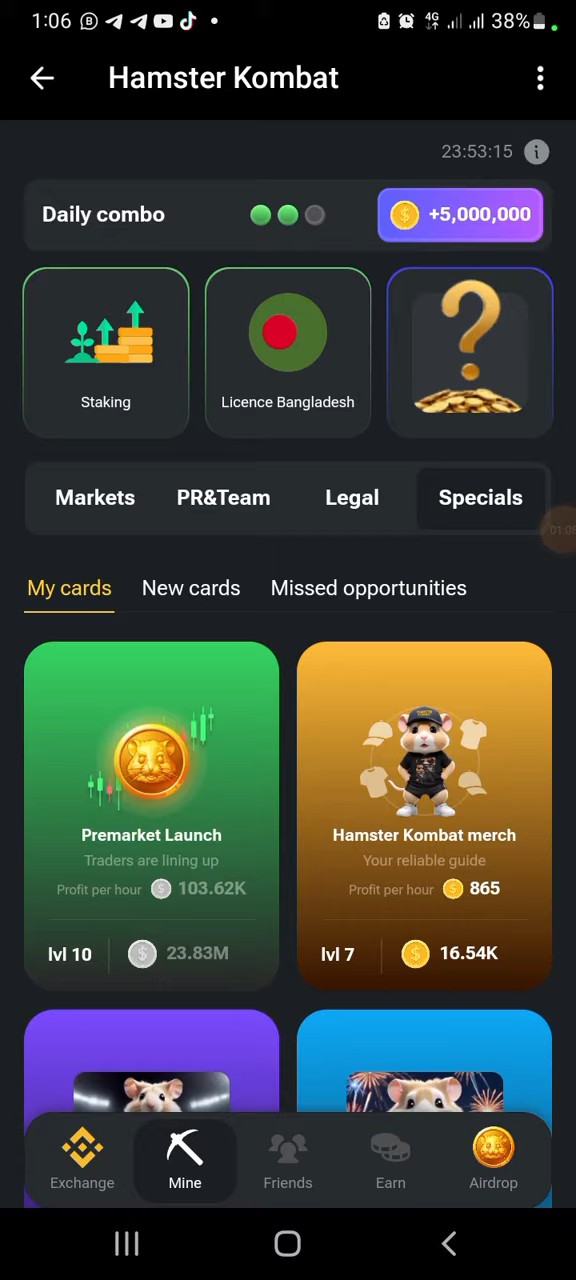 1:06 4G 38%
Hamster Kombat
23:53:15
Daily combo +5,000,000
Staking Licence Bangladesh
Markets PR&Team Legal Specials
My cards New cards Missed opportunities
Premarket Launch Hamster Kombat merch
Traders are lining up Your reliable guide
Profit per hour 103.62K Profit per hour 865
lvl 10 23.83M lvl 7 16.54K
Exchange Mine Friends Earn Airdrop